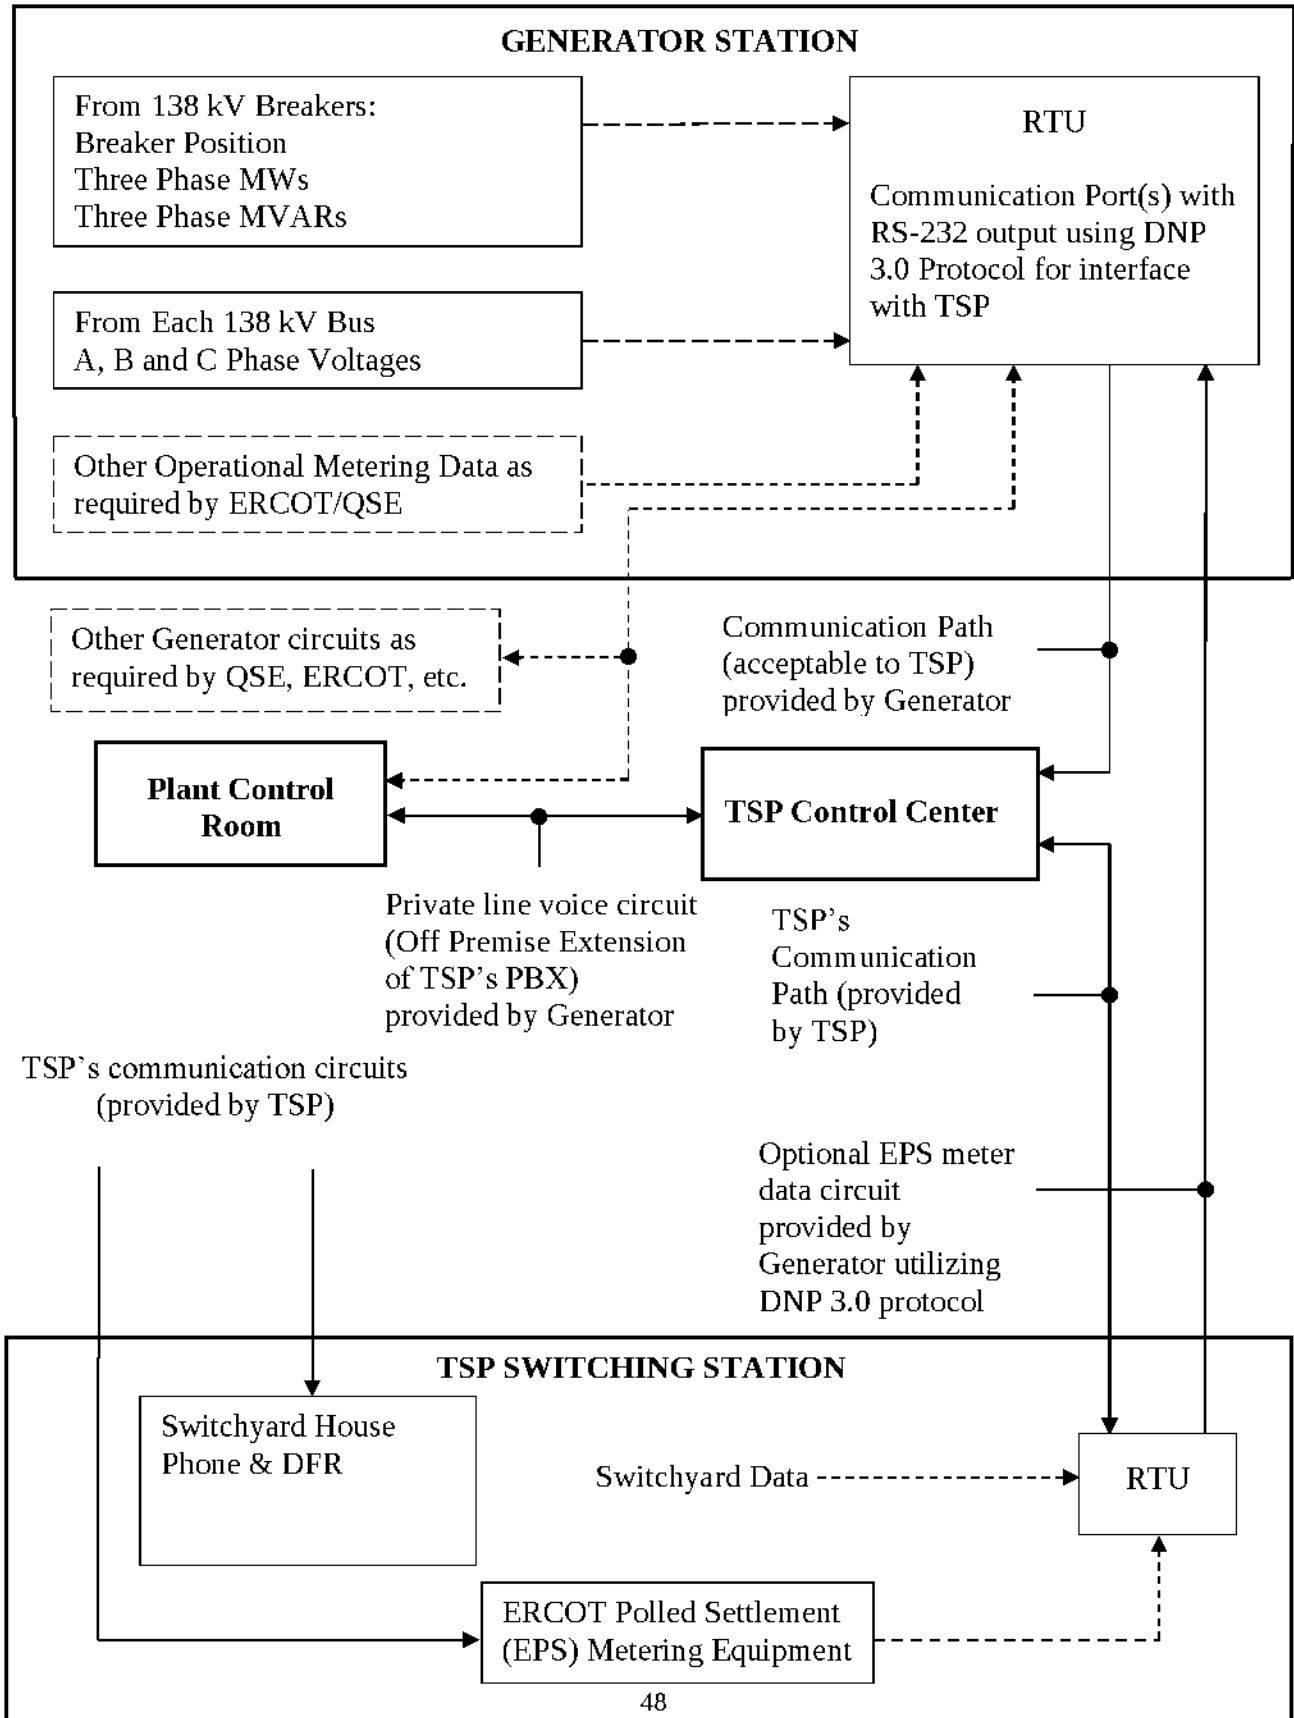 GENERATOR STATION
From 138 kV Breakers:
Breaker Position
Three Phase MWs
Three Phase MVARs
RTU
Communication Port(s) with
RS-232 output using DNP
3.0 Protocol for interface
with TSP
From Each 138 kV Bus
A, B and C Phase Voltages
Other Operational Metering Data as
required by ERCOT/QSE
Other Generator circuits as
required by QSE, ERCOT, etc.
Communication Path
(acceptable to TSP)
provided by Generator
Plant Control
Room
TSP Control Center
Private line voice circuit
(Off Premise Extension
of TSP's PBX)
provided by Generator
TSP's
Communication
Path (provided
by TSP)
TSP's communication circuits
(provided by TSP)
Optional EPS meter
data circuit
provided by
Generator utilizing
DNP 3.0 protocol
TSP SWITCHING STATION
Switchyard House
Phone & DFR
Switchyard Data
RTU
ERCOT Polled Settlement
(EPS) Metering Equipment
48